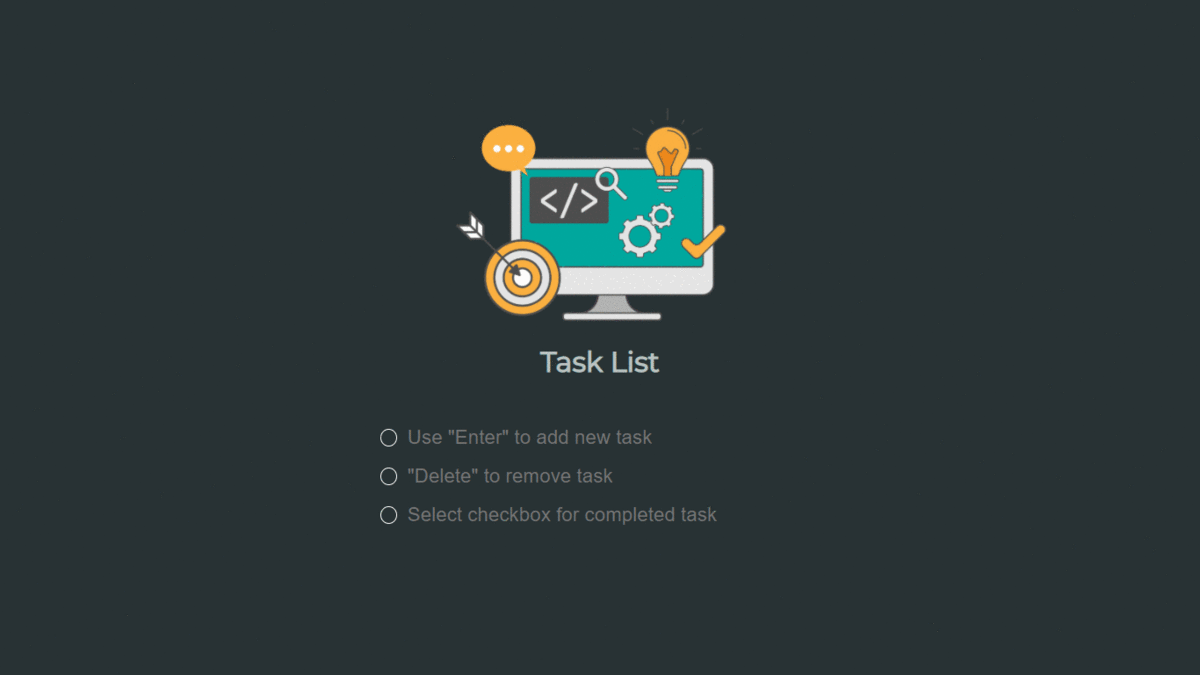 </>
Task List
Use "Enter" to add new task
"Delete" to remove task
Select checkbox for completed task